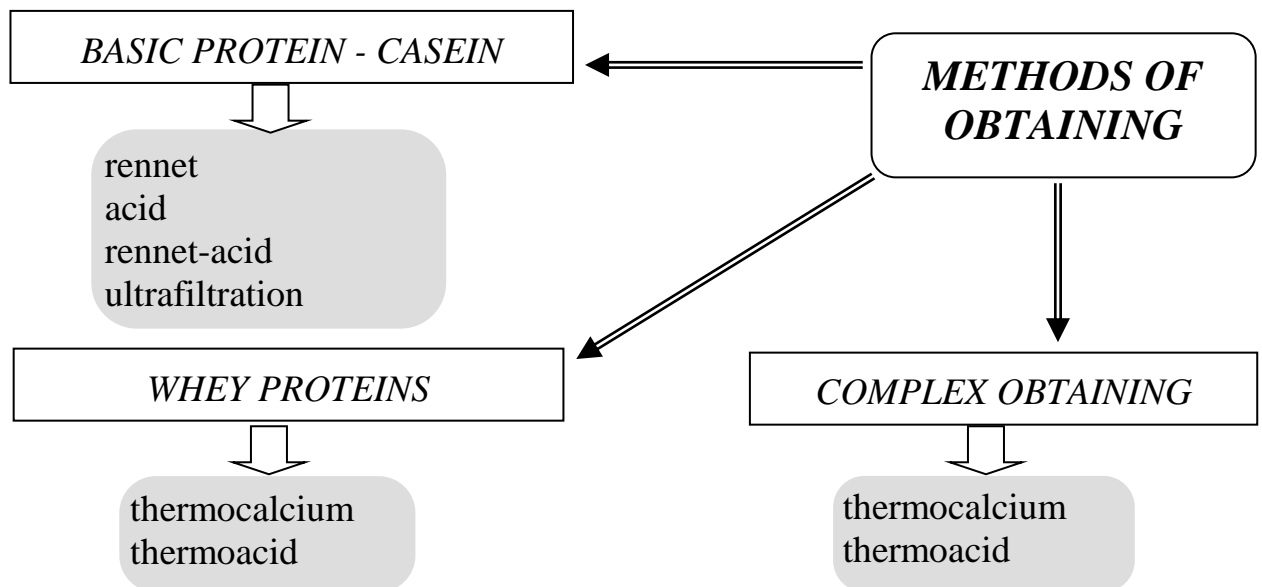 BASIC PROTEIN - CASEIN
METHODS OF
OBTAINING
rennet
acid
rennet-acid
ultrafiltration
WHEY PROTEINS
COMPLEX OBTAINING
thermocalcium
thermoacid
thermocalcium
thermoacid